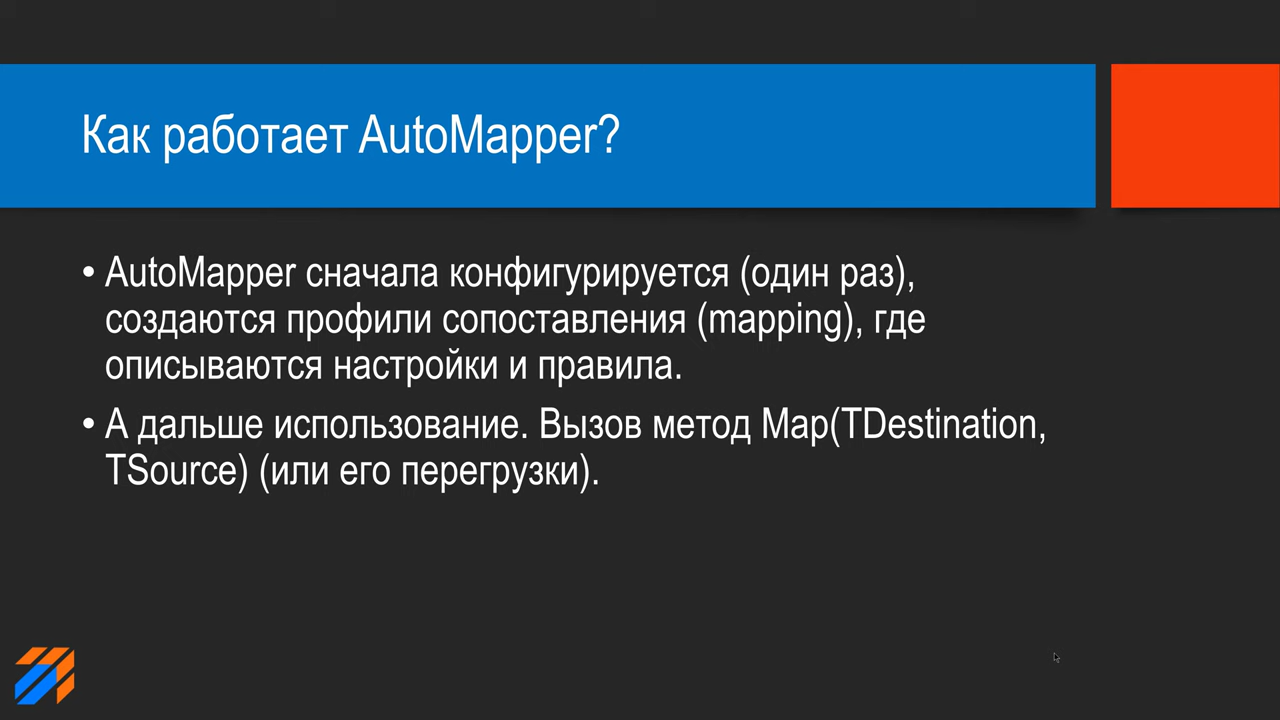 Как работает AutoMapper?
• AutoMapper сначала конфигурируется (один раз),
создаются профили сопоставления (mapping), где
описываются настройки и правила.
• А дальше использование. Вызов метод Map(TDestination,
TSource) (или его перегрузки).